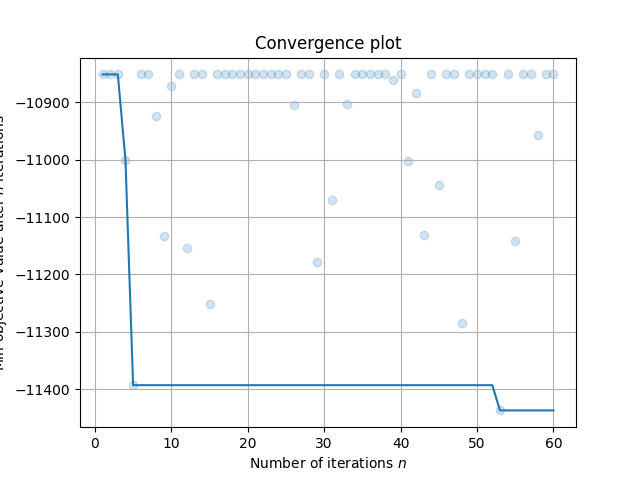 Convergence plot
Min objective value after n iterations
−10900
−11000
−11100
−11200
−11300
−11400
0 10 20 30 40 50 60
Number of iterations n